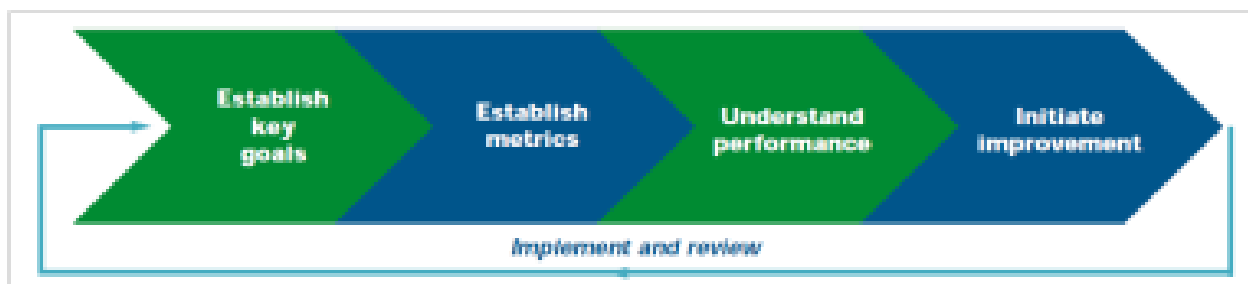 Establish
key
goals
Establish
metrics
Understand
performance
Initiate
improvement
Implement and review